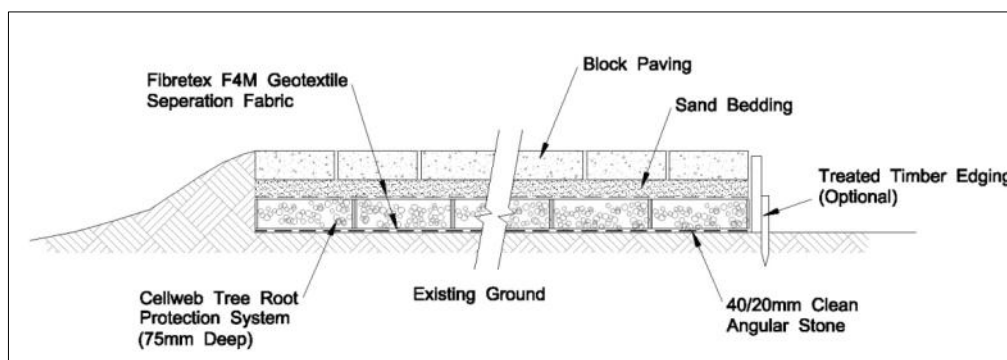 Block Paving
Fibretex F4M Geotextile
Seperation Fabric
Sand Bedding
Treated Timber Edging
(Optional)
Cellweb Tree Root
Protection System
(75mm Deep)
Existing Ground
40/20mm Clean
Angular Stone